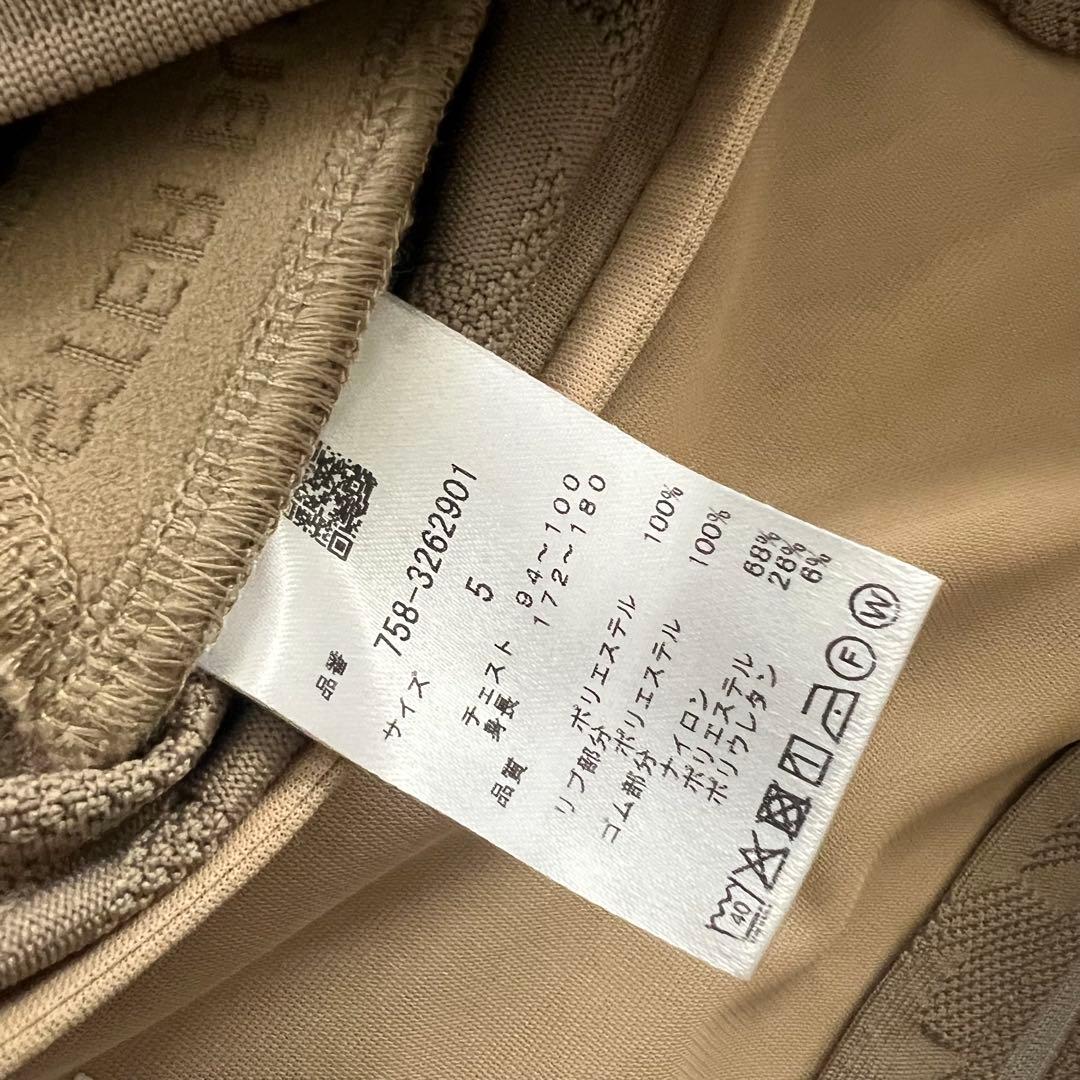 品番
758-3262901
サイズ 5
チェスト 94～100
身長 172～180
品質
ポリエステル 100%
リブ部分 ポリエステル 100%
ゴム部分
ナイロン 68%
ポリエステル 26%
ポリウレタン 6%
40
F
W